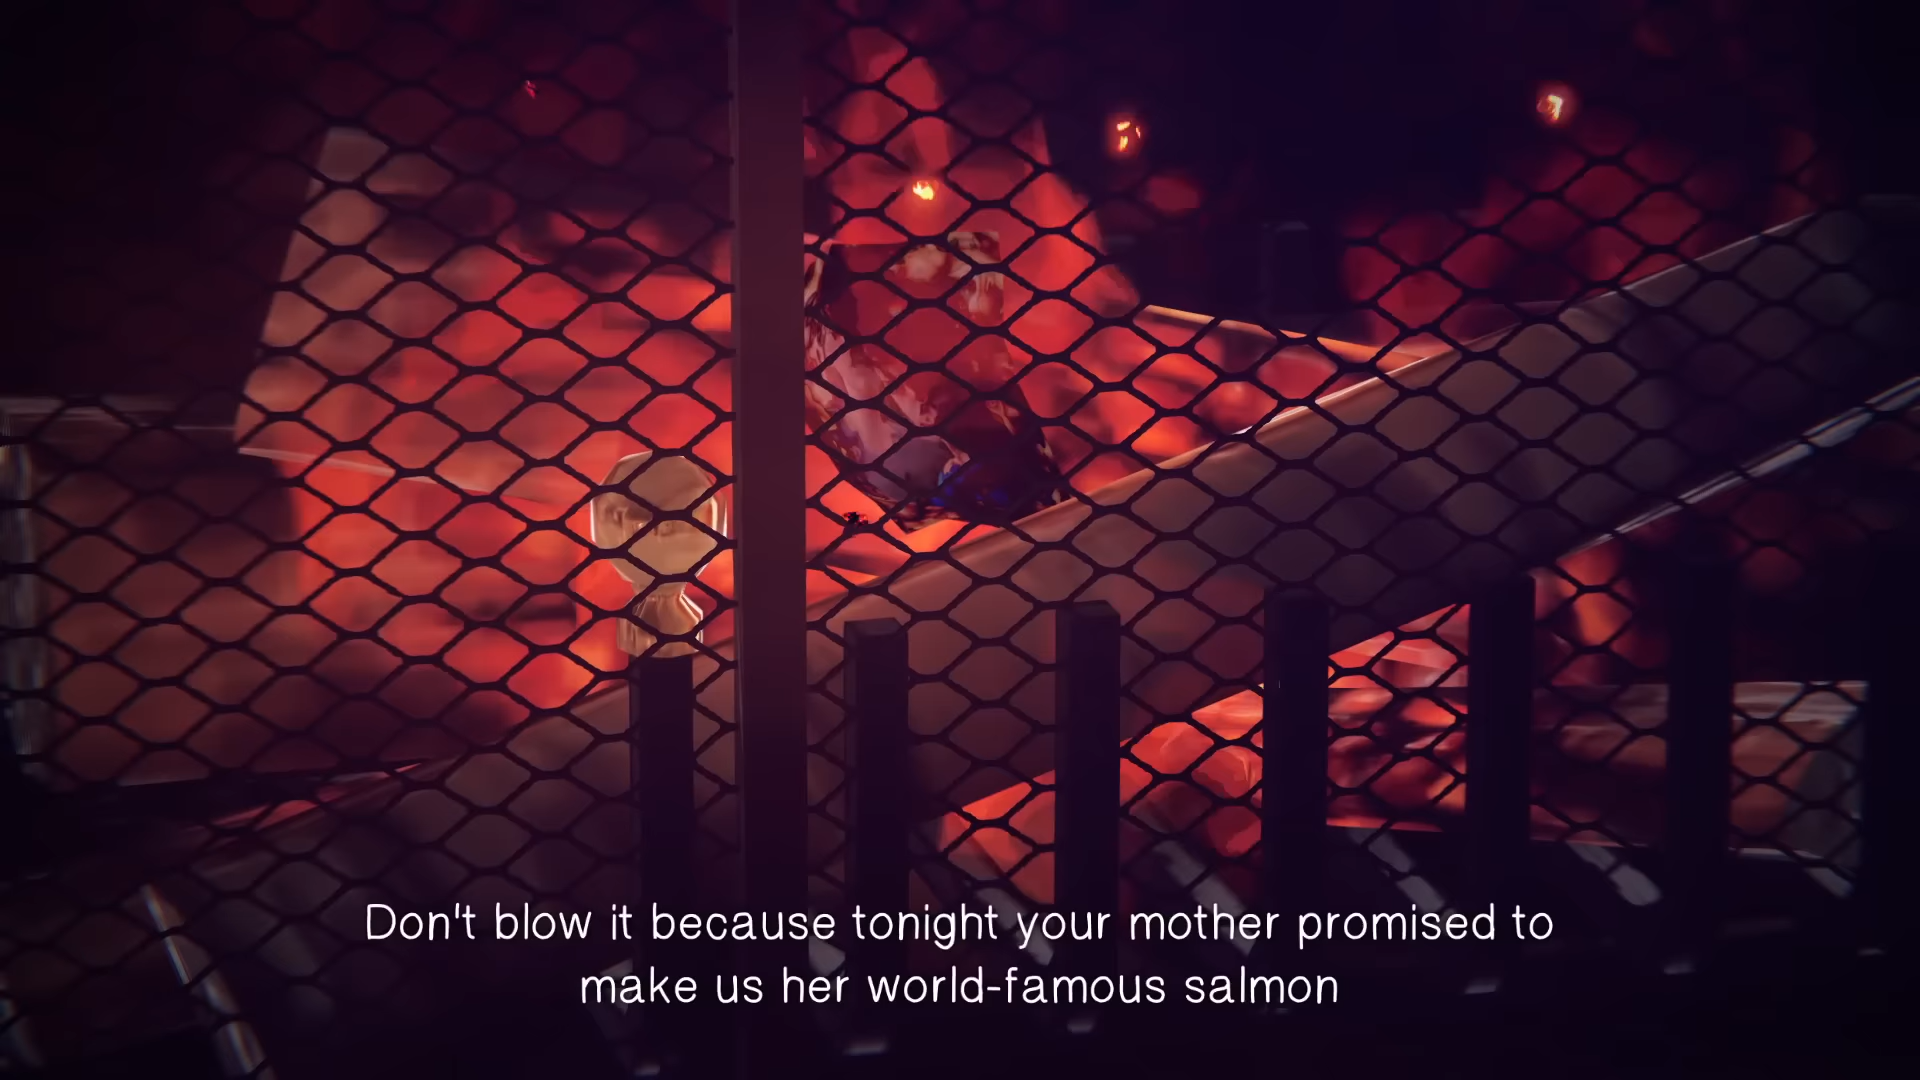 Don't blow it because tonight your mother promised to
make us her world-famous salmon